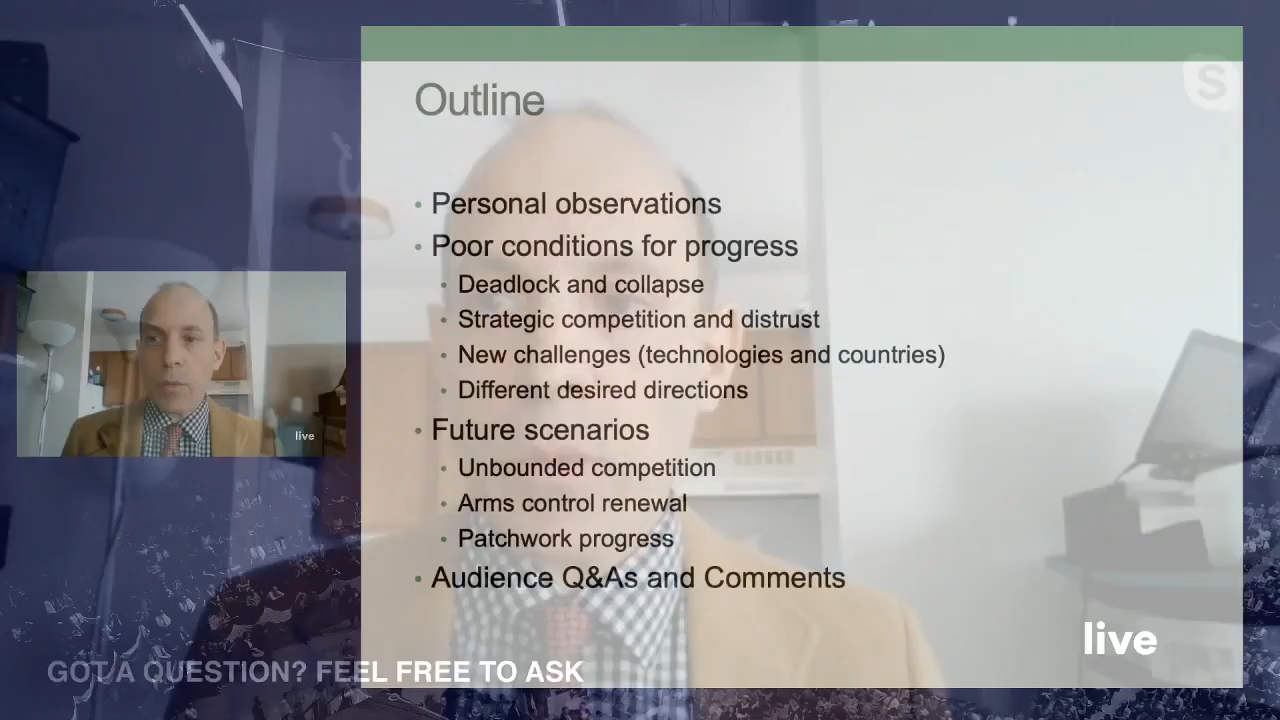 Outline
• Personal observations
• Poor conditions for progress
• Deadlock and collapse
• Strategic competition and distrust
• New challenges (technologies and countries)
• Different desired directions
• Future scenarios
• Unbounded competition
• Arms control renewal
• Patchwork progress
• Audience Q&As and Comments
live
live
GOT A QUESTION? FEEL FREE TO ASK
S